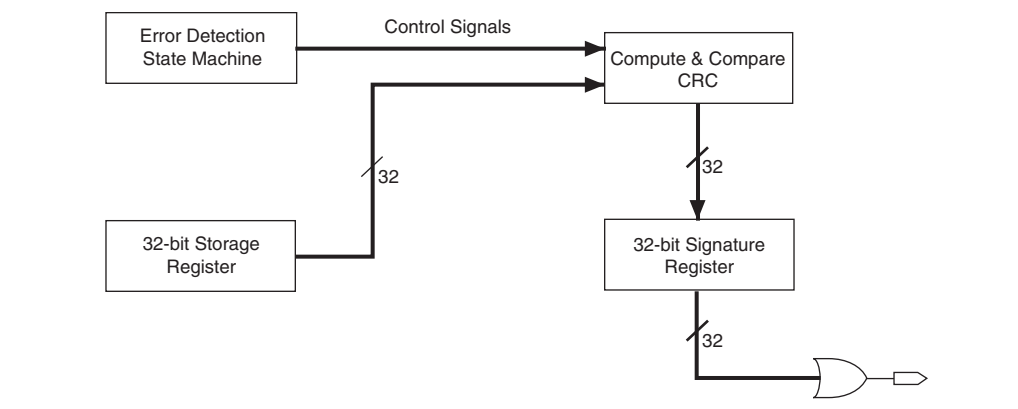 Error Detection
State Machine
Control Signals
Compute & Compare
CRC
32
32
32-bit Storage
Register
32-bit Signature
Register
32